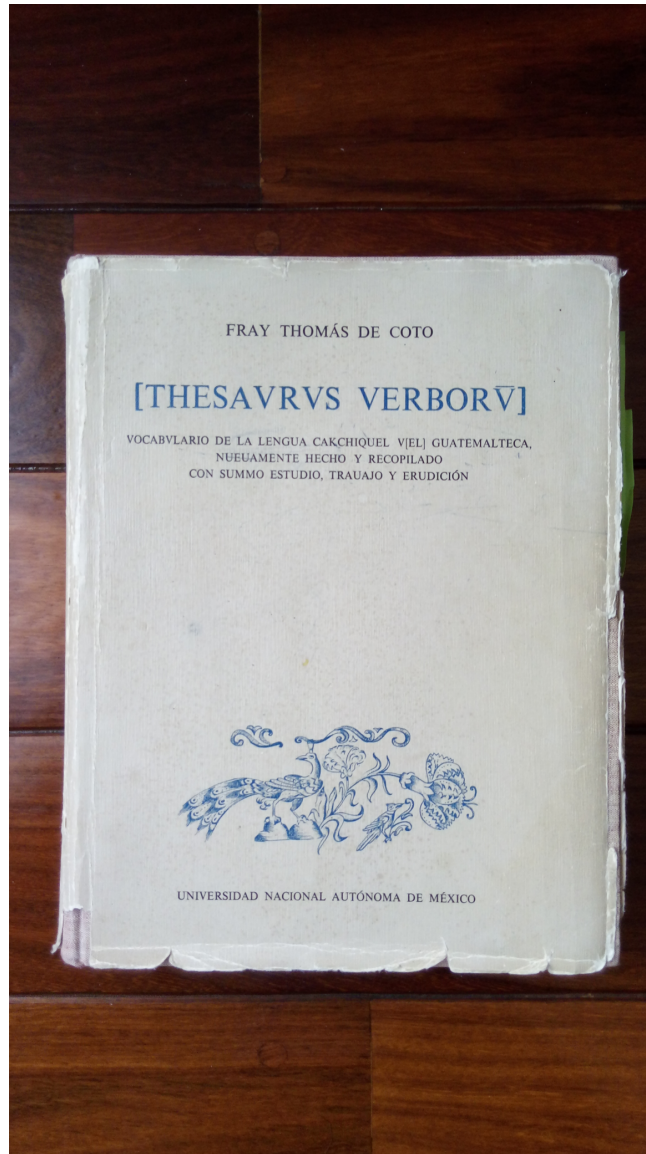 FRAY THOMÁS DE COTO
[THESAVRVS VERBORV̄]
VOCABVLARIO DE LA LENGUA CAKCHIQUEL V[EL] GUATEMALTECA,
NUEUAMENTE HECHO Y RECOPILADO
CON SUMMO ESTUDIO, TRAUAJO Y ERUDICIÓN
UNIVERSIDAD NACIONAL AUTÓNOMA DE MÉXICO